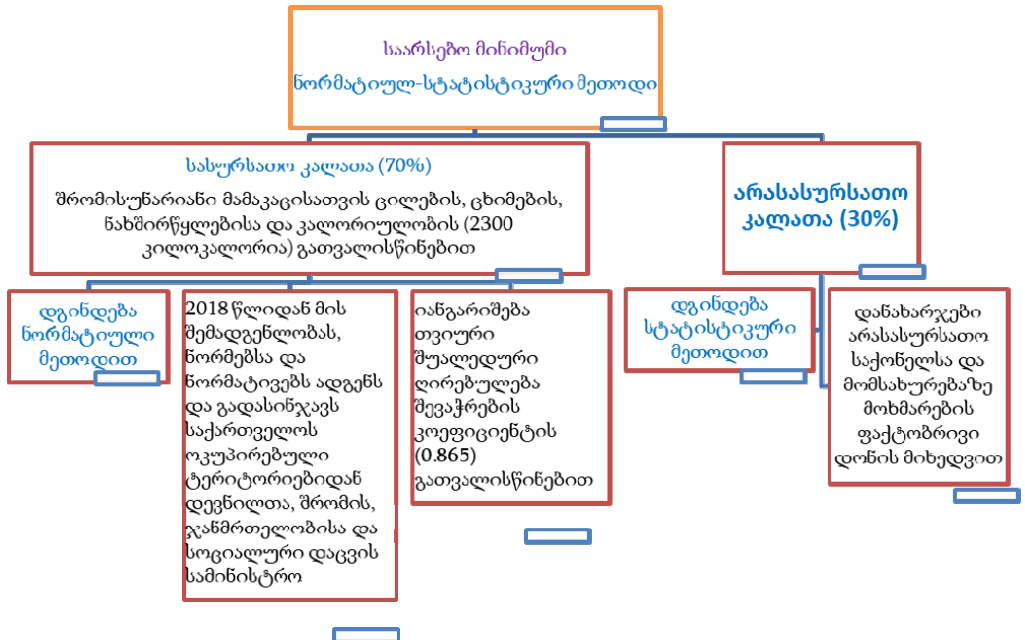 საარსებო მინიმუმი
ნორმატიულ-სტატისტიკური მეთოდი
სასურსათო კალათა (70%)
შრომისუნარიანი მამაკაცისათვის ცილების, ცხიმების,
ნახშირწყლებისა და კალორიულობის (2300
კილოკალორია) გათვალისწინებით
არასასურსათო
კალათა (30%)
დგინდება
ნორმატიული
მეთოდით
2018 წლიდან მის
შემადგენლობას,
ნორმებსა და
ნორმატივებს ადგენს
და გადასინჯავს
საქართველოს
ოკუპირებული
ტერიტორიებიდან
დევნილთა, შრომის,
ჯანმრთელობისა და
სოციალური დაცვის
სამინისტრო
იანგარიშება
თვიური
შუალედური
ღირებულება
შევაჭრების
კოეფიციენტის
(0.865)
გათვალისწინებით
დგინდება
სტატისტიკური
მეთოდით
დანახარჯები
არასასურსათო
საქონელსა და
მომსახურებაზე
მოხმარების
ფაქტობრივი
დონის მიხედვით